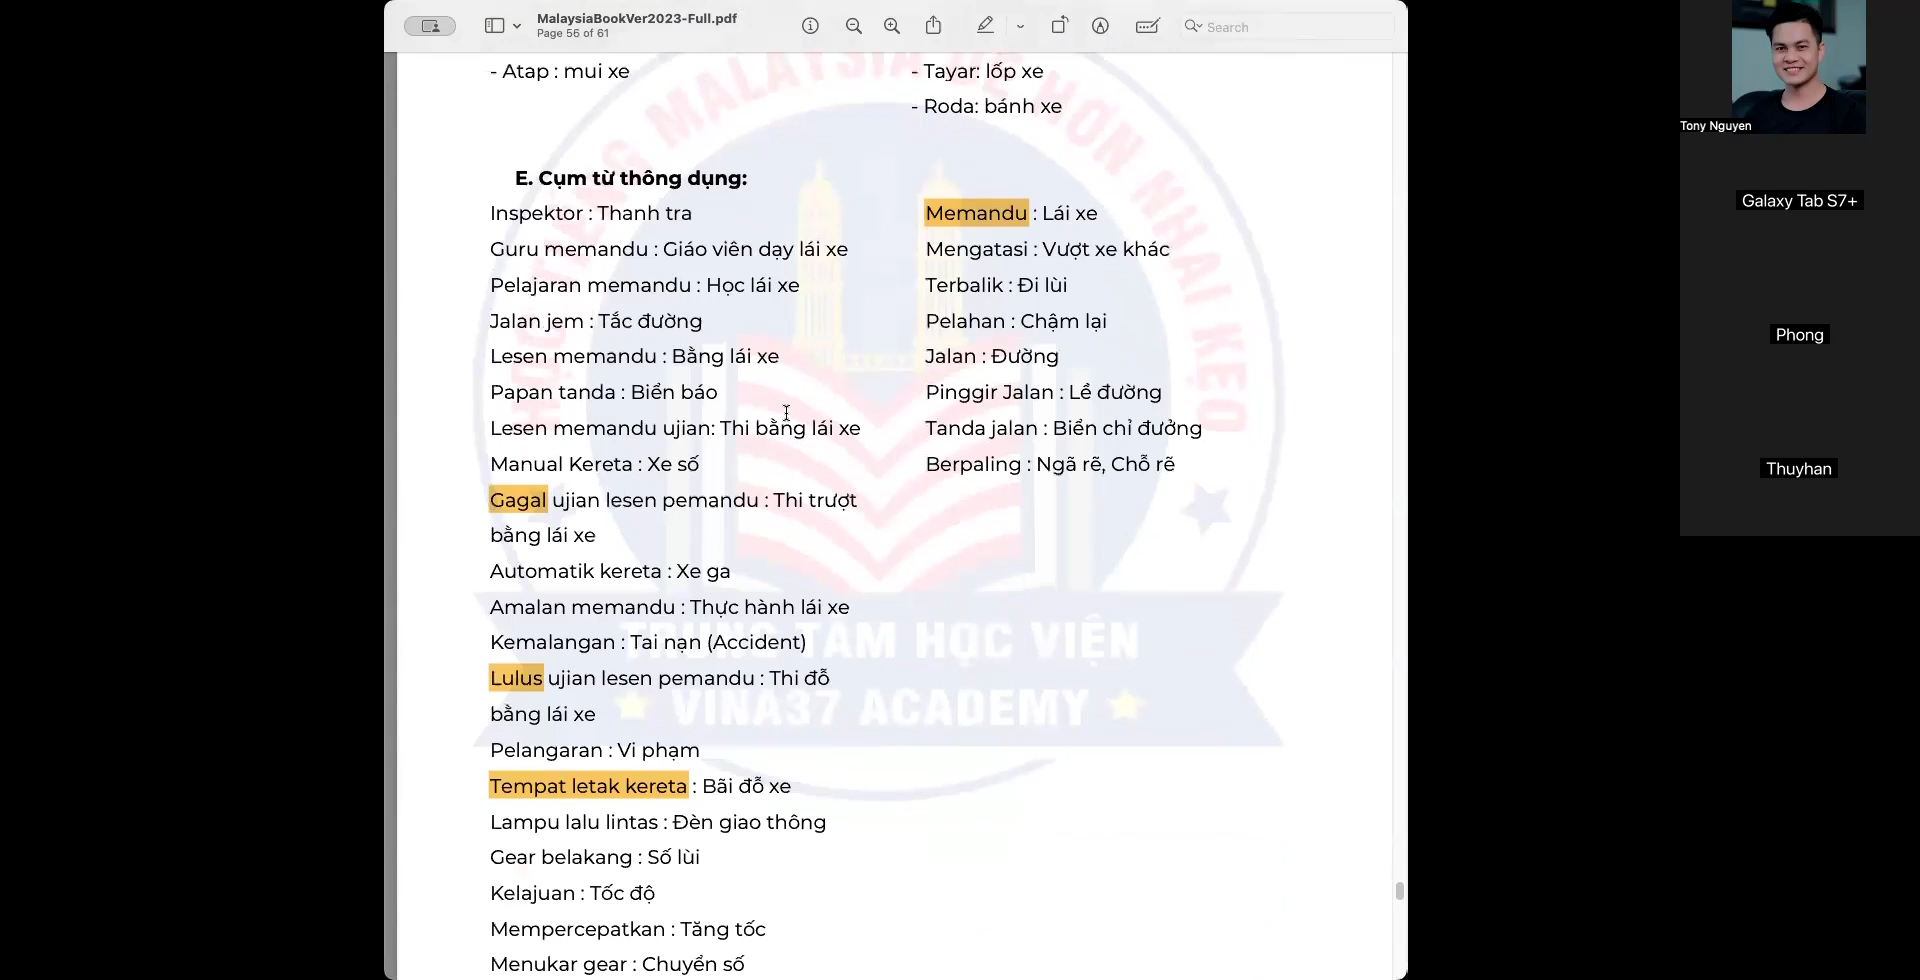 MalaysiaBookVer2023-Full.pdf
Page 56 of 61
Search
- Atap : mui xe
- Tayar: lốp xe
- Roda: bánh xe
E. Cụm từ thông dụng:
Inspektor : Thanh tra
Guru memandu : Giáo viên dạy lái xe
Pelajaran memandu : Học lái xe
Jalan jem : Tắc đường
Lesen memandu : Bằng lái xe
Papan tanda : Biển báo
Lesen memandu ujian: Thi bằng lái xe
Manual Kereta : Xe số
Gagal ujian lesen pemandu : Thi trượt
bằng lái xe
Automatik kereta : Xe ga
Amalan memandu : Thực hành lái xe
Kemalangan : Tai nạn (Accident)
Lulus ujian lesen pemandu : Thi đỗ
bằng lái xe
Pelangaran : Vi phạm
Tempat letak kereta : Bãi đỗ xe
Lampu lalu lintas : Đèn giao thông
Gear belakang : Số lùi
Kelajuan : Tốc độ
Mempercepatkan : Tăng tốc
Menukar gear : Chuyển số
Memandu : Lái xe
Mengatasi : Vượt xe khác
Terbalik : Đi lùi
Pelahan : Chậm lại
Jalan : Đường
Pinggir Jalan : Lề đường
Tanda jalan : Biển chỉ đưởng
Berpaling : Ngã rẽ, Chỗ rẽ
HỌC TIẾNG MALAYSIA DỄ HƠN NHAI KẸO
TRUNG TÂM HỌC VIỆN
VINA37 ACADEMY
Tony Nguyen
Galaxy Tab S7+
Phong
Thuyhan